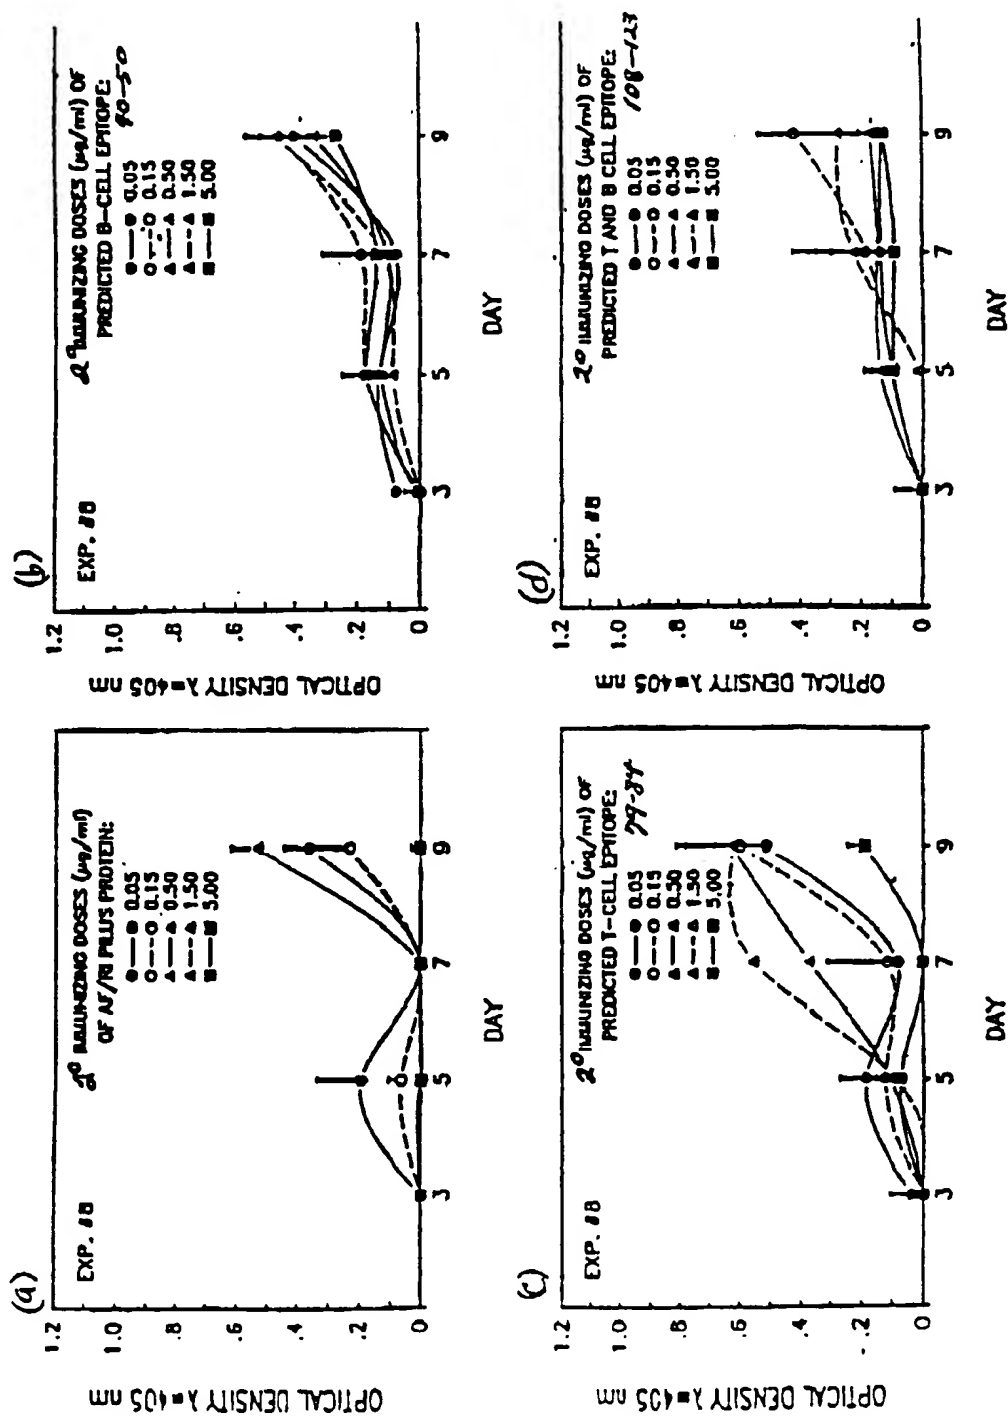 (a)
EXP. #8
2° IMMUNIZING DOSES (µg/ml)
OF AF/R1 PILUS PROTEIN:
0.05
0.15
0.50
1.50
5.00
OPTICAL DENSITY λ=405 nm
1.2
1.0
.8
.6
.4
.2
0
3
5
7
9
DAY
(b)
EXP. #8
2° IMMUNIZING DOSES (µg/ml) OF
PREDICTED B-CELL EPITOPE:
40-50
0.05
0.15
0.50
1.50
5.00
OPTICAL DENSITY λ=405 nm
1.2
1.0
.8
.6
.4
.2
0
3
5
7
9
DAY
(c)
EXP. #8
2° IMMUNIZING DOSES (µg/ml) OF
PREDICTED T-CELL EPITOPE:
79-84
0.05
0.15
0.50
1.50
5.00
OPTICAL DENSITY λ=405 nm
1.2
1.0
.8
.6
.4
.2
0
3
5
7
9
DAY
(d)
EXP. #8
2° IMMUNIZING DOSES (µg/ml) OF
PREDICTED T AND B CELL EPITOPE:
108-123
0.05
0.15
0.50
1.50
5.00
OPTICAL DENSITY λ=405 nm
1.2
1.0
.8
.6
.4
.2
0
3
5
7
9
DAY